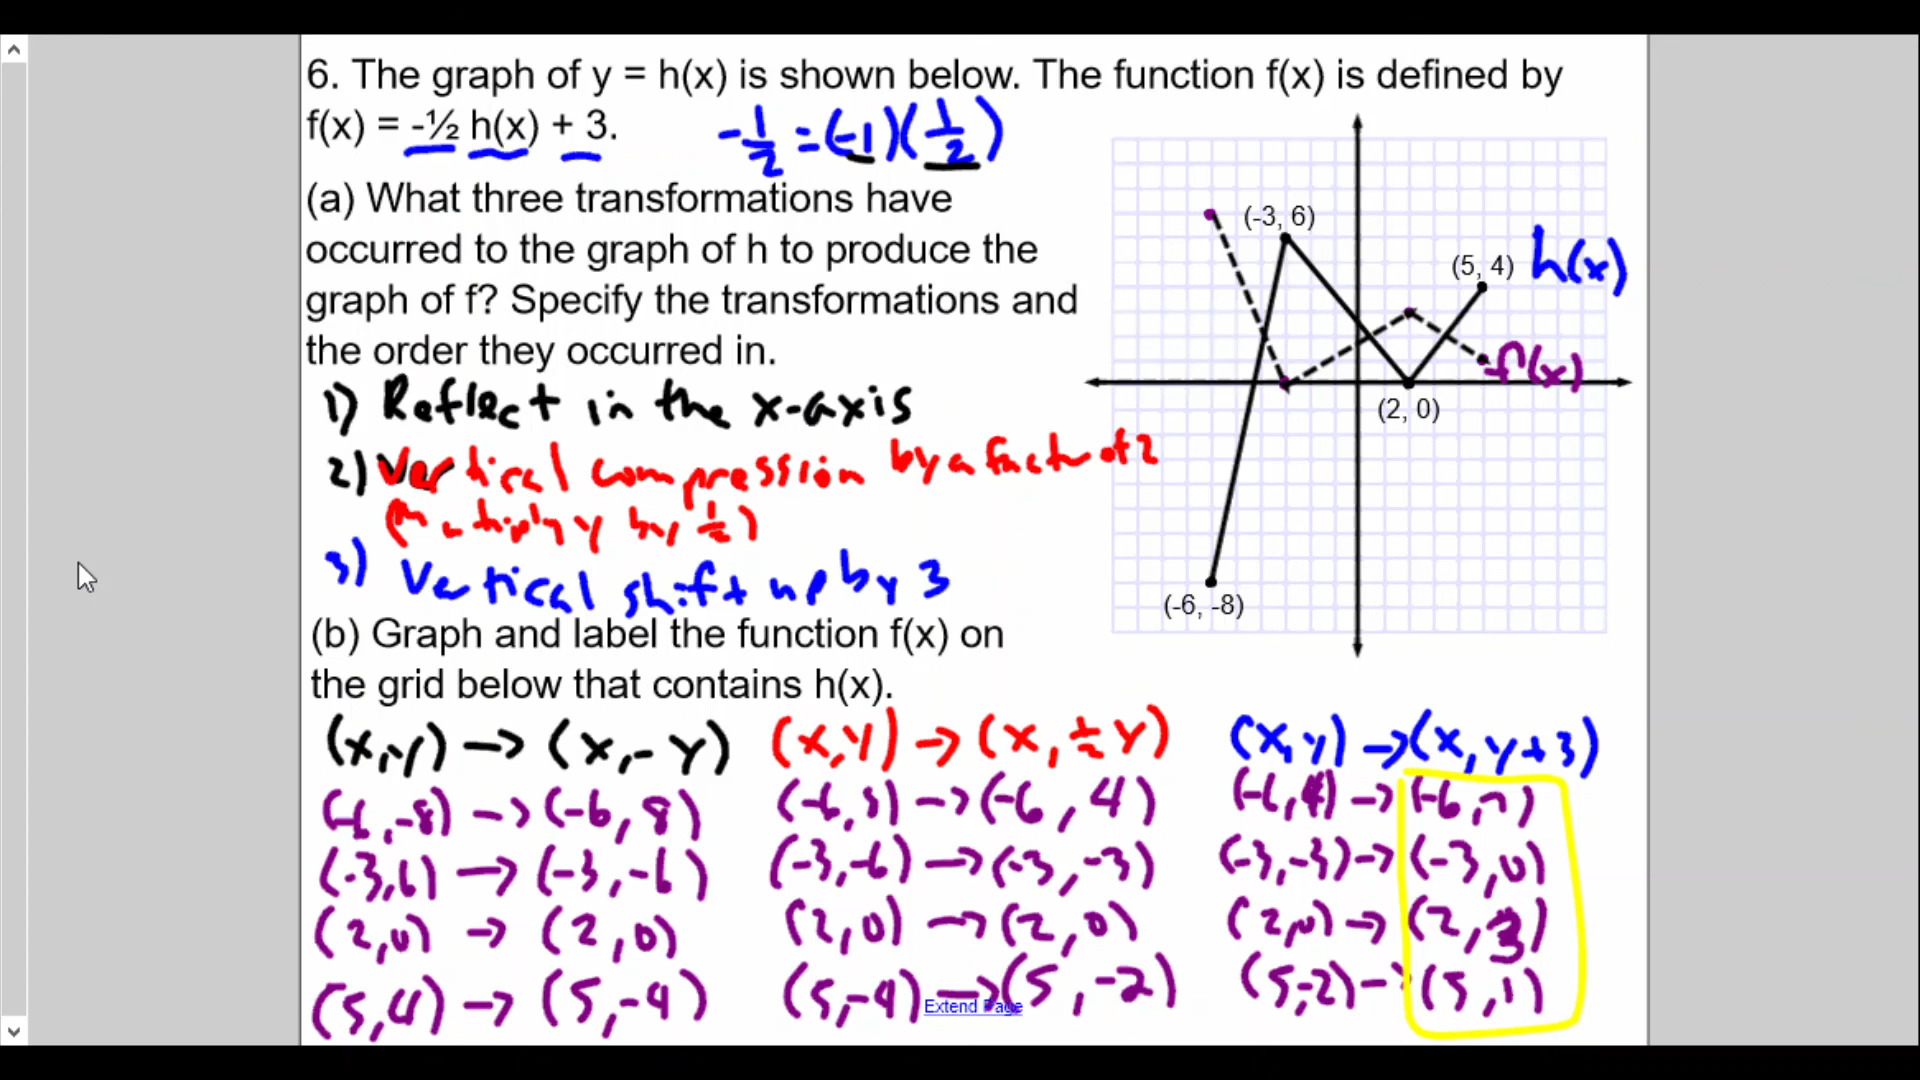 6. The graph of y = h(x) is shown below. The function f(x) is defined by
f(x) = -½ h(x) + 3.
-1/2 = (-1)(1/2)
(a) What three transformations have
occurred to the graph of h to produce the
graph of f? Specify the transformations and
the order they occurred in.
1) Reflect in the x-axis
2) Vertical compression by a factor of 2
(Multiply y by 1/2)
3) Vertical shift up by 3
(-3, 6)
(5, 4)
h(x)
f(x)
(2, 0)
(-6, -8)
(b) Graph and label the function f(x) on
the grid below that contains h(x).
(x,y) → (x,-y)
(-6,-8) → (-6,8)
(-3,6) → (-3,-6)
(2,0) → (2,0)
(5,4) → (5,-4)
(x,y) → (x,½y)
(-6,8) → (-6,4)
(-3,-6) → (-3,-3)
(2,0) → (2,0)
(5,-4) → (5,-2)
Extend Page
(x,y) → (x,y+3)
(-6,4) → (-6,7)
(-3,-3) → (-3,0)
(2,0) → (2,3)
(5,-2) → (5,1)